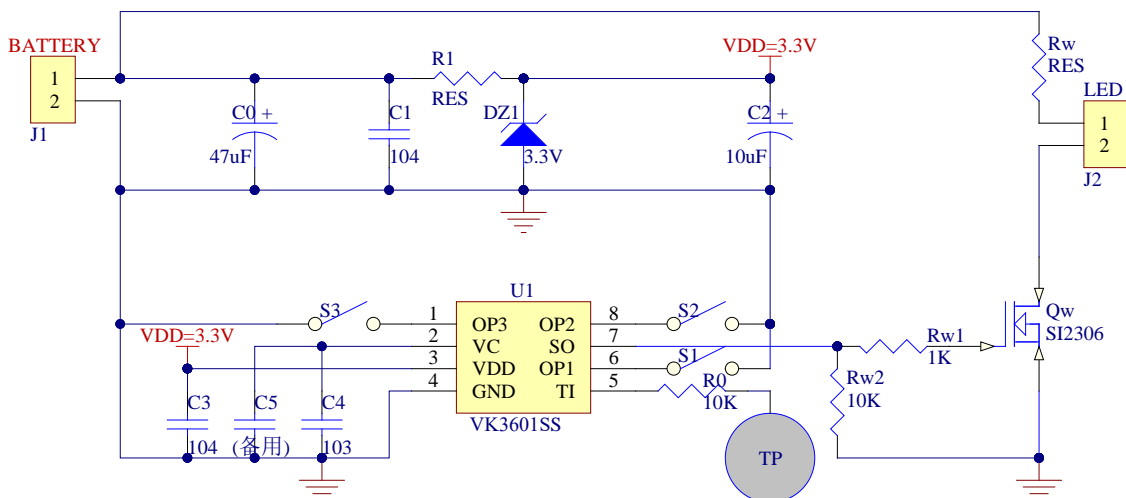 BATTERY
1
2
J1
C0
+
47uF
C1
104
R1
RES
DZ1
3.3V
VDD=3.3V
C2
+
10uF
Rw
RES
LED
1
2
J2
U1
S3
1
OP3
OP2
8
S2
VDD=3.3V
2
VC
SO
7
3
VDD
OP1
6
S1
4
GND
TI
5
R0
10K
VK3601SS
C3
104
C5
(备用)
C4
103
TP
Rw1
1K
Rw2
10K
Qw
SI2306